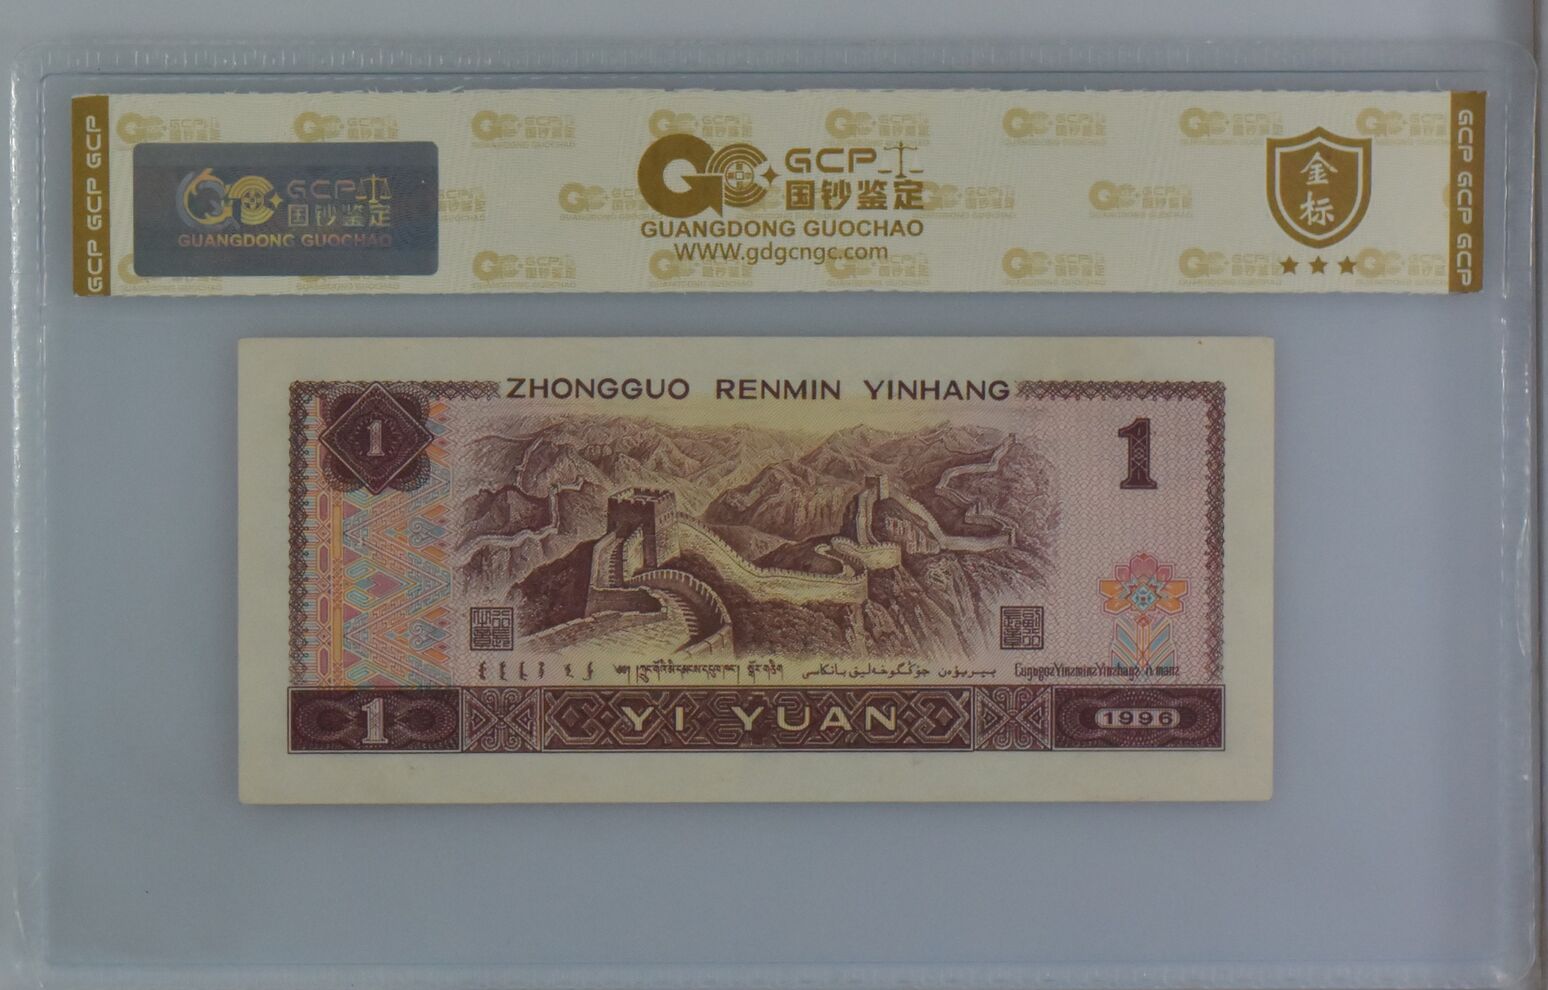 GCP GCP GCP
GCP
国钞鉴定
GUANGDONG GUOCHAO
GCP
国钞鉴定
GUANGDONG GUOCHAO
WWW.gdgcngc.com
金
标
GCP GCP GCP
ZHONGGUO RENMIN YINHANG
1
1
1
YI YUAN
1996